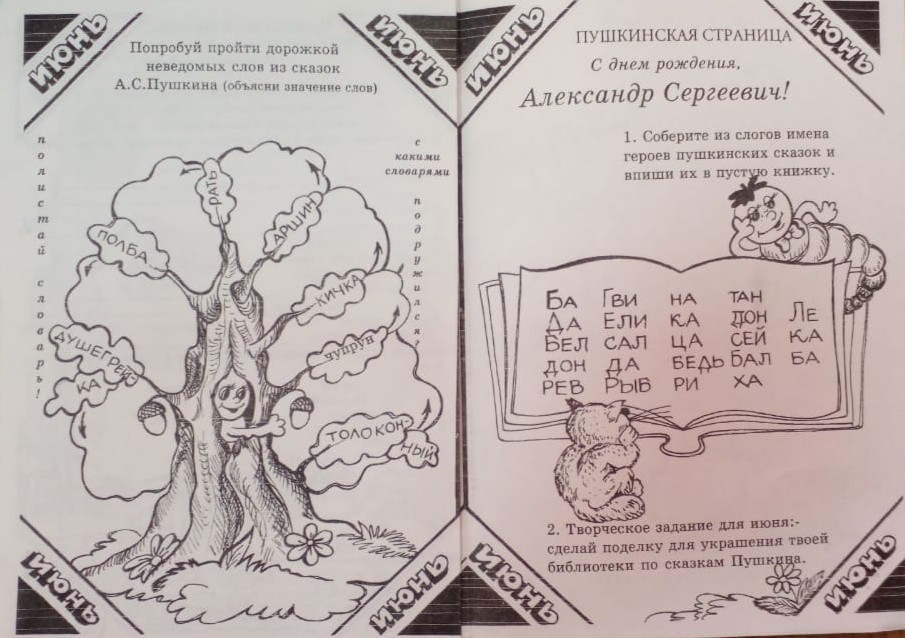 ИЮНЬ
ИЮНЬ
Попробуй пройти дорожкой
неведомых слов из сказок
А.С.Пушкина (объясни значение слов)
полистай словарь!
с
какими
словарями
подружился?
РАТЬ
АРШИН
ПОЛБА
КИЧКА
ДУШЕГРЕЙ-
КА
ЧУПРУН
ТОЛОКОН-
НЫЙ
ИЮНЬ
ИЮНЬ
ИЮНЬ
ИЮНЬ
ПУШКИНСКАЯ СТРАНИЦА
С днем рождения,
Александр Сергеевич!
1. Соберите из слогов имена
героев пушкинских сказок и
впиши их в пустую книжку.
БА ГВИ НА ТАН
ДА ЕЛИ КА ДОН ЛЕ
БЕЛ САЛ ЦА СЕЙ КА
ДОН ДА БЕДЬ БАЛ БА
РЕВ РЫБ РИ ХА
2. Творческое задание для июня:-
сделай поделку для украшения твоей
библиотеки по сказкам Пушкина.
ИЮНЬ
ИЮНЬ